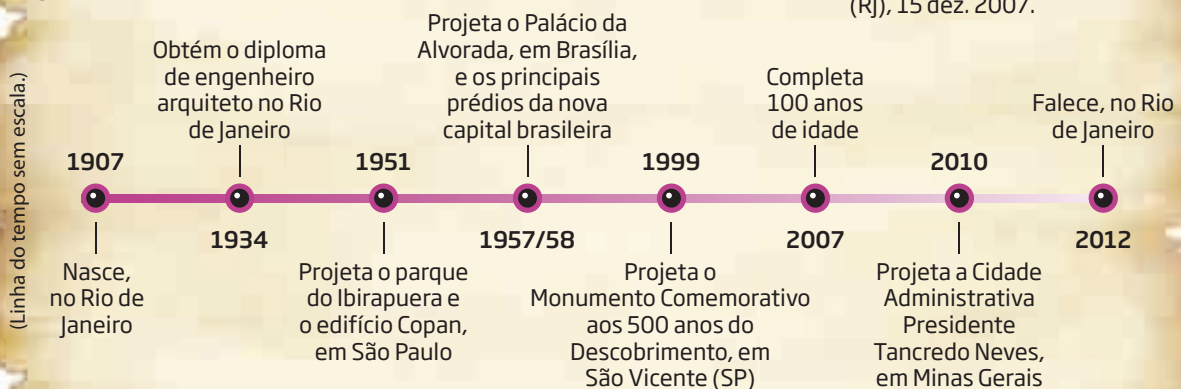 (RJ), 15 dez. 2007.
(Linha do tempo sem escala.)
1907
Nasce,
no Rio de
Janeiro
Obtém o diploma
de engenheiro
arquiteto no Rio
de Janeiro
1934
1951
Projeta o parque
do Ibirapuera e
o edifício Copan,
em São Paulo
Projeta o Palácio da
Alvorada, em Brasília,
e os principais
prédios da nova
capital brasileira
1957/58
1999
Projeta o
Monumento Comemorativo
aos 500 anos do
Descobrimento, em
São Vicente (SP)
Completa
100 anos
de idade
2007
2010
Projeta a Cidade
Administrativa
Presidente
Tancredo Neves,
em Minas Gerais
Falece, no Rio
de Janeiro
2012